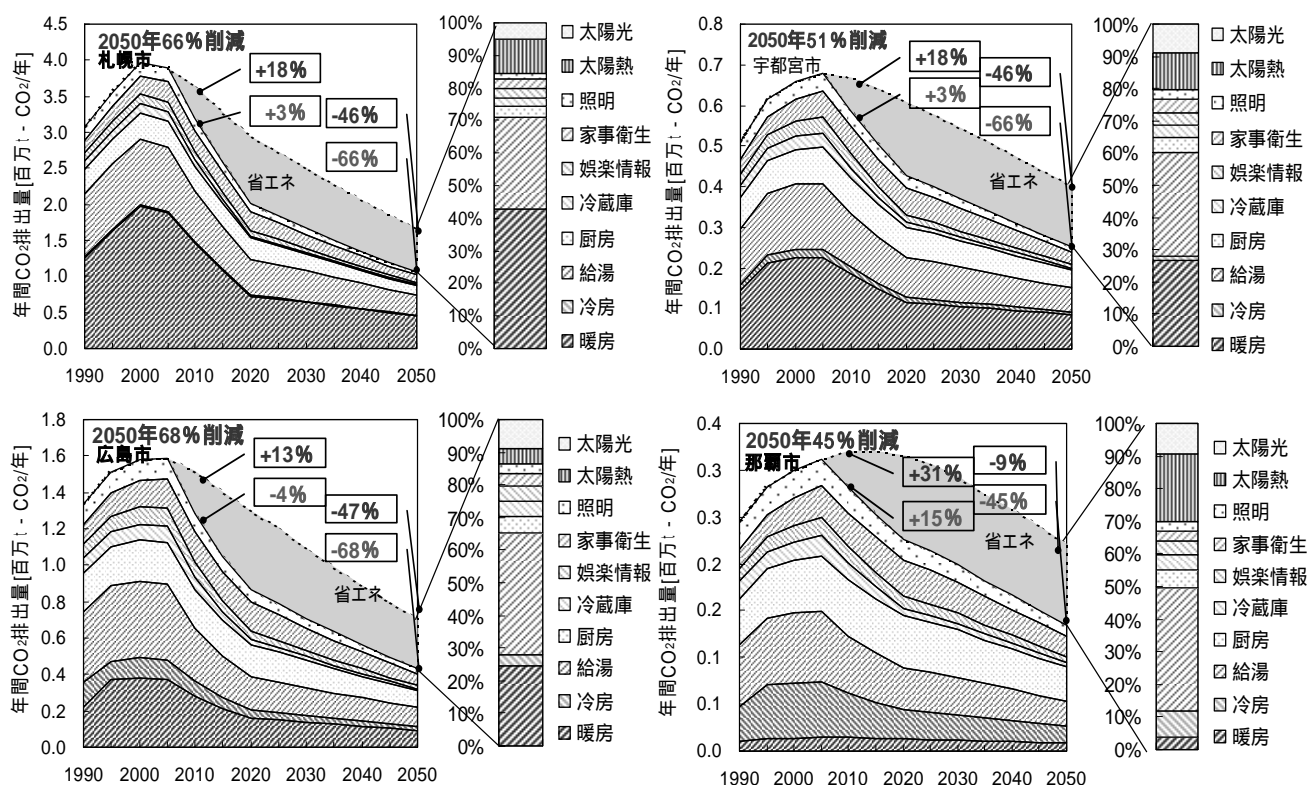 2050年66%削減
札幌市
年間CO2排出量[百万t - CO2/年]
4.5
4.0
3.5
3.0
2.5
2.0
1.5
1.0
0.5
0.0
1990 2000 2010 2020 2030 2040 2050
+18%
+3%
-46%
-66%
省エネ
100%
90%
80%
70%
60%
50%
40%
30%
20%
10%
0%
太陽光
太陽熱
照明
家事衛生
娯楽情報
冷蔵庫
厨房
給湯
冷房
暖房
2050年51%削減
宇都宮市
年間CO2排出量[百万t - CO2/年]
0.8
0.7
0.6
0.5
0.4
0.3
0.2
0.1
0.0
1990 2000 2010 2020 2030 2040 2050
+18%
+3%
-46%
-66%
省エネ
100%
90%
80%
70%
60%
50%
40%
30%
20%
10%
0%
太陽光
太陽熱
照明
家事衛生
娯楽情報
冷蔵庫
厨房
給湯
冷房
暖房
2050年68%削減
広島市
年間CO2排出量[百万t - CO2/年]
1.8
1.6
1.4
1.2
1.0
0.8
0.6
0.4
0.2
0.0
1990 2000 2010 2020 2030 2040 2050
+13%
-4%
-47%
-68%
省エネ
100%
90%
80%
70%
60%
50%
40%
30%
20%
10%
0%
太陽光
太陽熱
照明
家事衛生
娯楽情報
冷蔵庫
厨房
給湯
冷房
暖房
2050年45%削減
那覇市
年間CO2排出量[百万t - CO2/年]
0.4
0.3
0.3
0.2
0.2
0.1
0.1
0.0
1990 2000 2010 2020 2030 2040 2050
+31%
+15%
-9%
-45%
省エネ
100%
90%
80%
70%
60%
50%
40%
30%
20%
10%
0%
太陽光
太陽熱
照明
家事衛生
娯楽情報
冷蔵庫
厨房
給湯
冷房
暖房